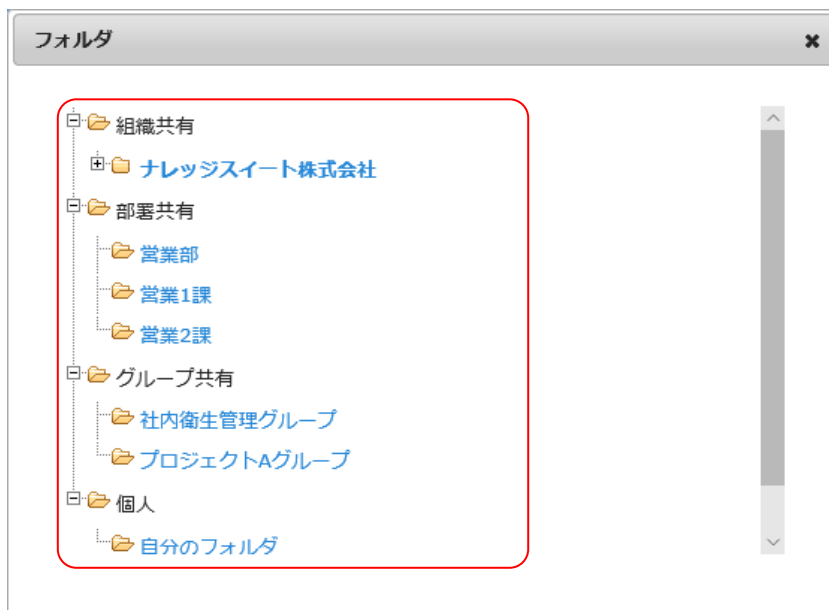 フォルダ
組織共有
ナレッジスイート株式会社
部署共有
営業部
営業1課
営業2課
グループ共有
社内衛生管理グループ
プロジェクトAグループ
個人
自分のフォルダ